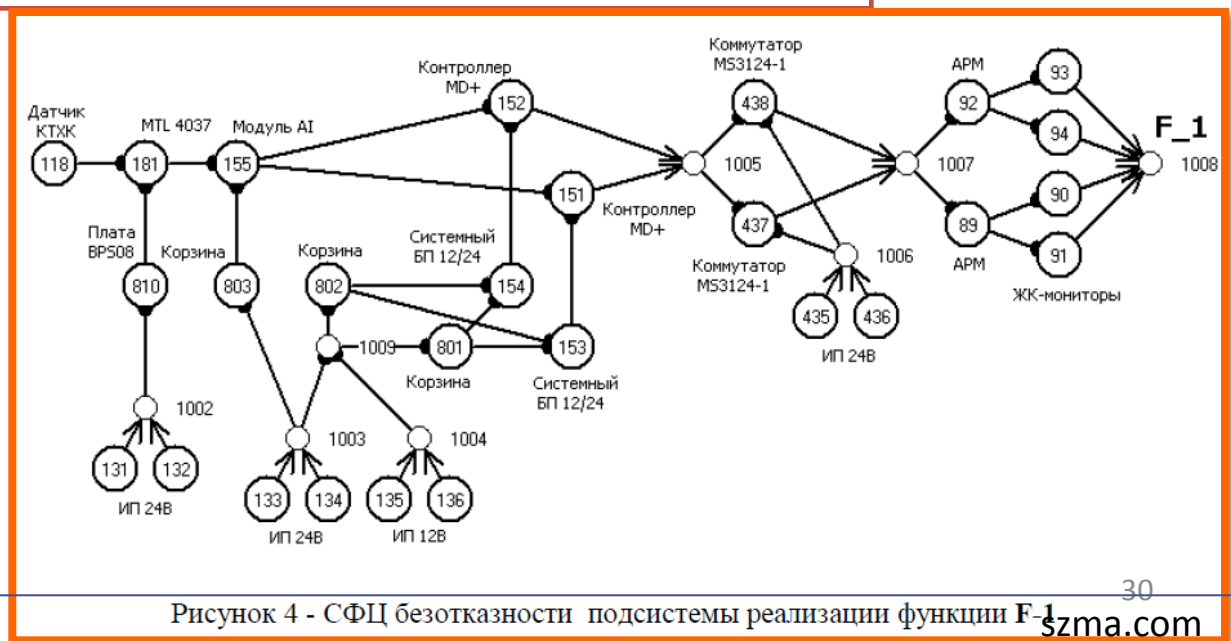 Коммутатор
MS3124-1
Контроллер
MD+
АРМ
93
Датчик
КТХК
152
438
92
MTL 4037
Модуль AI
94
F_1
118
181
155
1005
1007
1008
151
90
Контроллер
MD+
437
89
91
Плата
BPS08
Корзина
Корзина
Системный
БП 12/24
Коммутатор
MS3124-1
1006
АРМ
ЖК-мониторы
810
803
802
154
435
436
ИП 24В
1009
801
153
Корзина
Системный
БП 12/24
1002
1003
1004
131
132
133
134
135
136
ИП 24В
ИП 24В
ИП 12В
30
Рисунок 4 - СФЦ безотказности подсистемы реализации функции F-1
szma.com